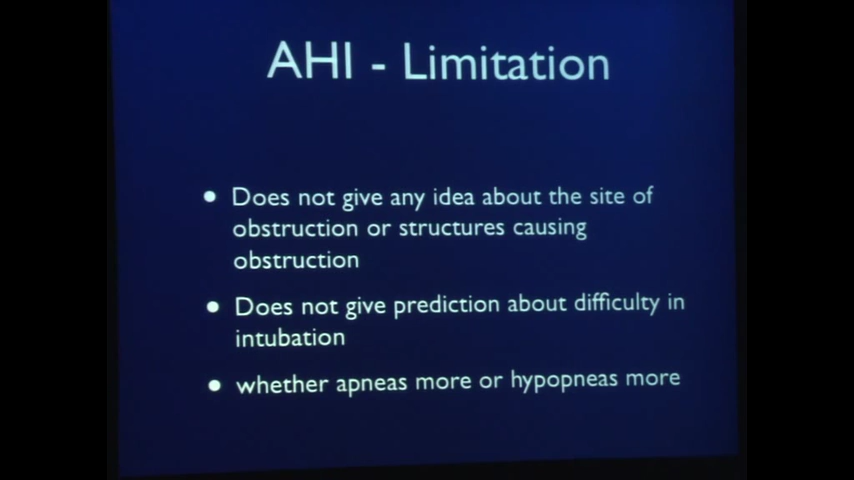 AHI - Limitation
• Does not give any idea about the site of
obstruction or structures causing
obstruction
• Does not give prediction about difficulty in
intubation
• whether apneas more or hypopneas more